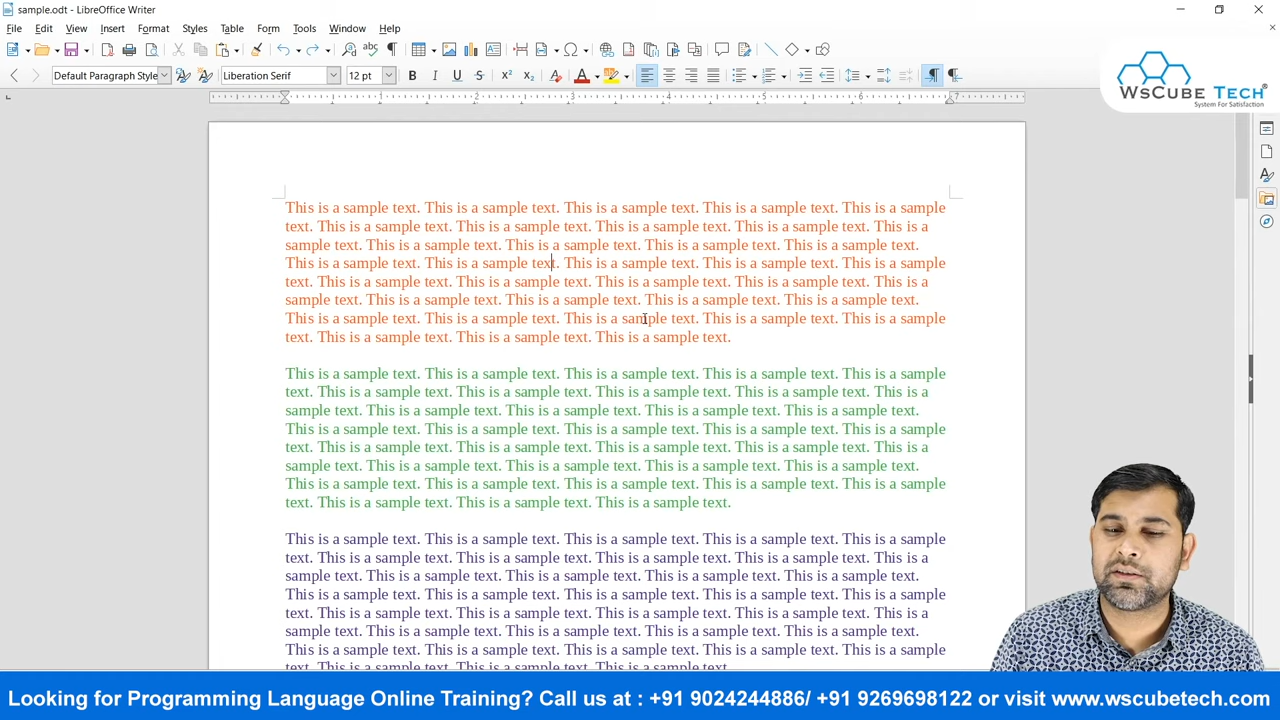 sample.odt - LibreOffice Writer
File Edit View Insert Format Styles Table Form Tools Window Help
Default Paragraph Style Liberation Serif 12 pt
WsCube Tech
System For Satisfaction
1 2 3 4 5 6 7
This is a sample text. This is a sample text. This is a sample text. This is a sample text. This is a sample
text. This is a sample text. This is a sample text. This is a sample text. This is a sample text. This is a
sample text. This is a sample text. This is a sample text. This is a sample text. This is a sample text.
This is a sample text. This is a sample text. This is a sample text. This is a sample text. This is a sample
text. This is a sample text. This is a sample text. This is a sample text. This is a sample text. This is a
sample text. This is a sample text. This is a sample text. This is a sample text. This is a sample text.
This is a sample text. This is a sample text. This is a sample text. This is a sample text. This is a sample
text. This is a sample text. This is a sample text. This is a sample text.
This is a sample text. This is a sample text. This is a sample text. This is a sample text. This is a sample
text. This is a sample text. This is a sample text. This is a sample text. This is a sample text. This is a
sample text. This is a sample text. This is a sample text. This is a sample text. This is a sample text.
This is a sample text. This is a sample text. This is a sample text. This is a sample text. This is a sample
text. This is a sample text. This is a sample text. This is a sample text. This is a sample text. This is a
sample text. This is a sample text. This is a sample text. This is a sample text. This is a sample text.
This is a sample text. This is a sample text. This is a sample text. This is a sample text. This is a sample
text. This is a sample text. This is a sample text. This is a sample text.
This is a sample text. This is a sample text. This is a sample text. This is a sample text. This is a sample
text. This is a sample text. This is a sample text. This is a sample text. This is a sample text. This is a
sample text. This is a sample text. This is a sample text. This is a sample text. This is a sample text.
This is a sample text. This is a sample text. This is a sample text. This is a sample text. This is a sample
text. This is a sample text. This is a sample text. This is a sample text. This is a sample text. This is a
sample text. This is a sample text. This is a sample text. This is a sample text. This is a sample text.
This is a sample text. This is a sample text. This is a sample text. This is a sample text. This is a sample
text. This is a sample text. This is a sample text. This is a sample text.
Looking for Programming Language Online Training? Call us at : +91 9024244886/ +91 9269698122 or visit www.wscubetech.com